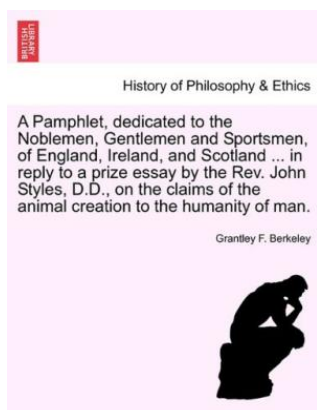 BRITISH
LIBRARY
History of Philosophy & Ethics
A Pamphlet, dedicated to the
Noblemen, Gentlemen and Sportsmen,
of England, Ireland, and Scotland ... in
reply to a prize essay by the Rev. John
Styles, D.D., on the claims of the
animal creation to the humanity of man.
Grantley F. Berkeley